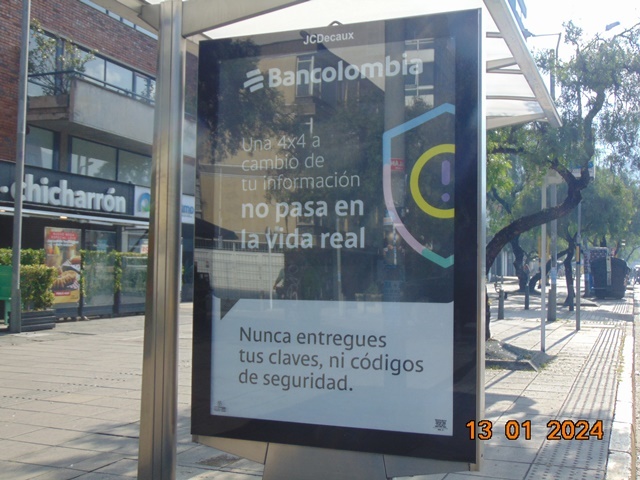 JCDecaux
Bancolombia
Una 4x4 a
cambio de
tu información
no pasa en
la vida real
Nunca entregues
tus claves, ni códigos
de seguridad.
.chicharrón
13 01 2024